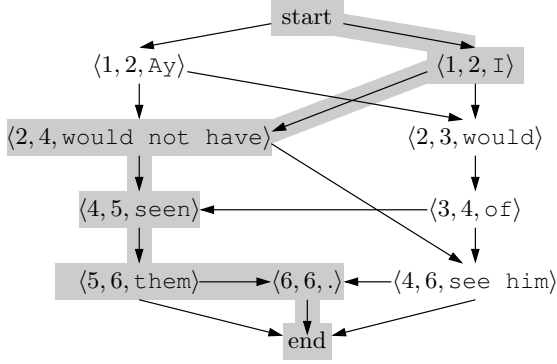 start
⟨1, 2, Ay⟩ ⟨1, 2, I⟩
⟨2, 4, would not have⟩ ⟨2, 3, would⟩
⟨4, 5, seen⟩ ⟨3, 4, of⟩
⟨5, 6, them⟩ ⟨6, 6, .⟩ ⟨4, 6, see him⟩
end